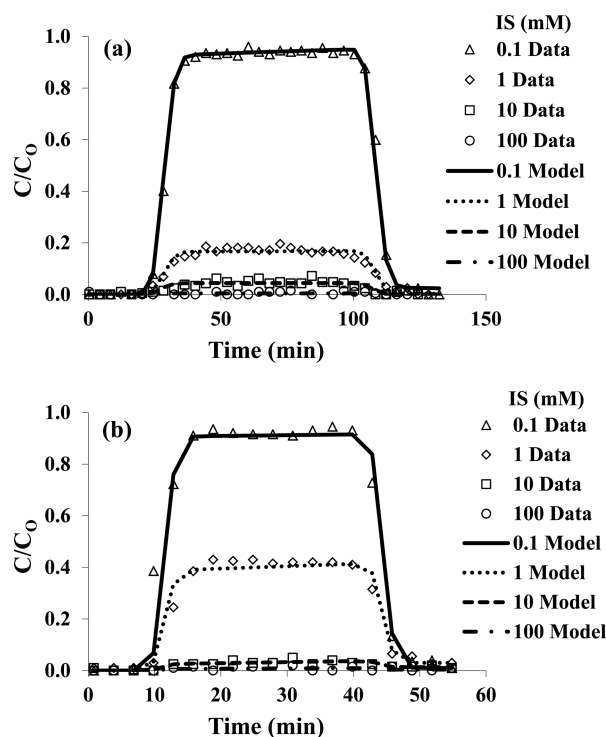 (a)
IS (mM)
0.1 Data
1 Data
10 Data
100 Data
0.1 Model
1 Model
10 Model
100 Model
C/C_O
1.0
0.8
0.6
0.4
0.2
0.0
0 50 100 150
Time (min)
(b)
IS (mM)
0.1 Data
1 Data
10 Data
100 Data
0.1 Model
1 Model
10 Model
100 Model
C/C_O
1.0
0.8
0.6
0.4
0.2
0.0
0 10 20 30 40 50 60
Time (min)